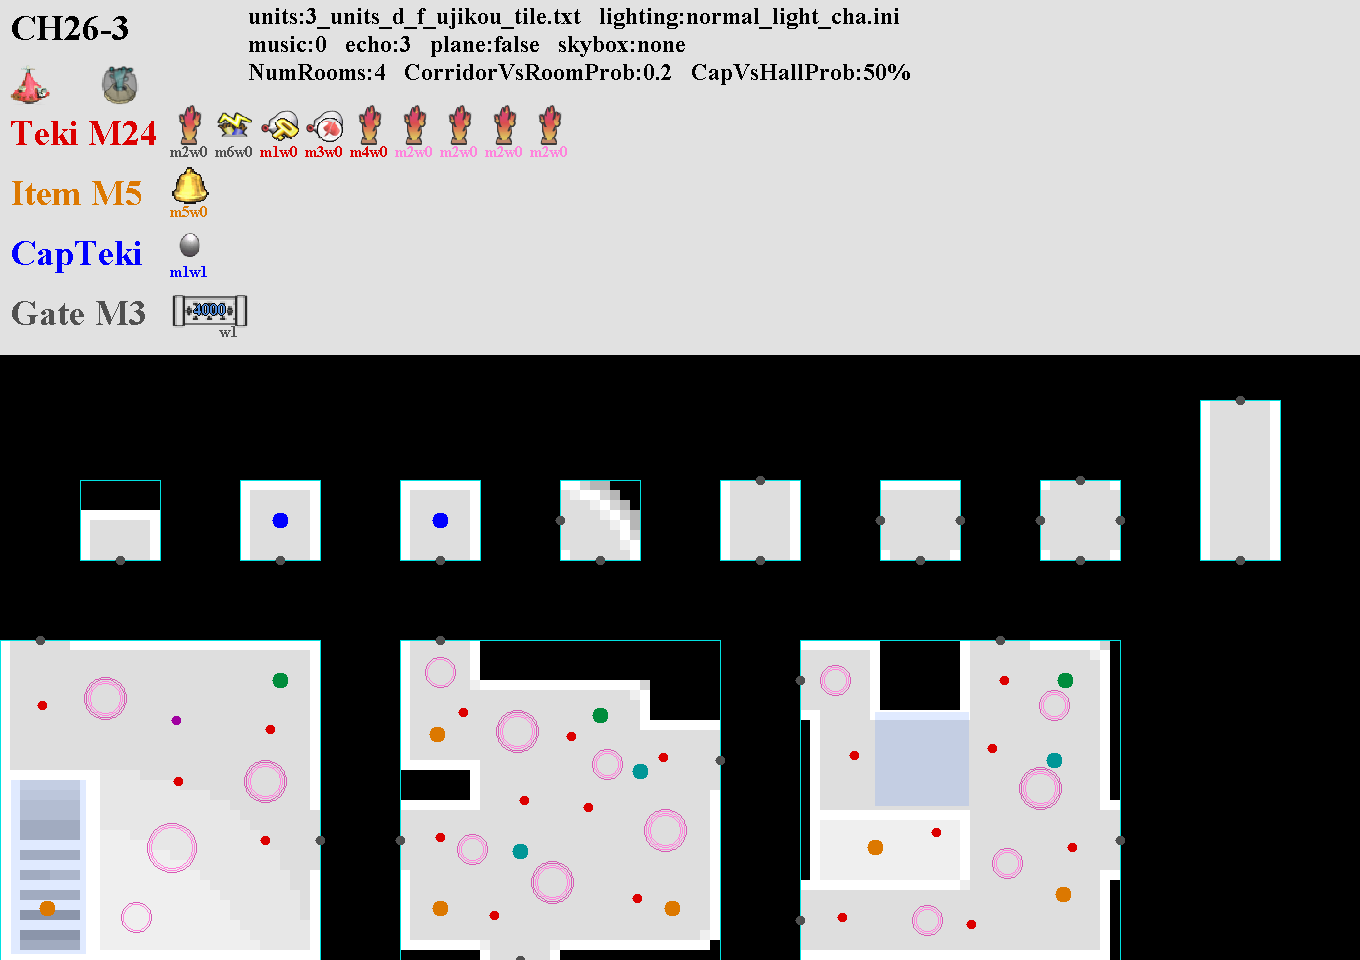 CH26-3
units:3_units_d_f_ujikou_tile.txt lighting:normal_light_cha.ini
music:0 echo:3 plane:false skybox:none
NumRooms:4 CorridorVsRoomProb:0.2 CapVsHallProb:50%
Teki M24
m2w0 m6w0 m1w0 m3w0 m4w0 m2w0 m2w0 m2w0 m2w0
Item M5
m5w0
CapTeki
m1w1
Gate M3
4000
w1